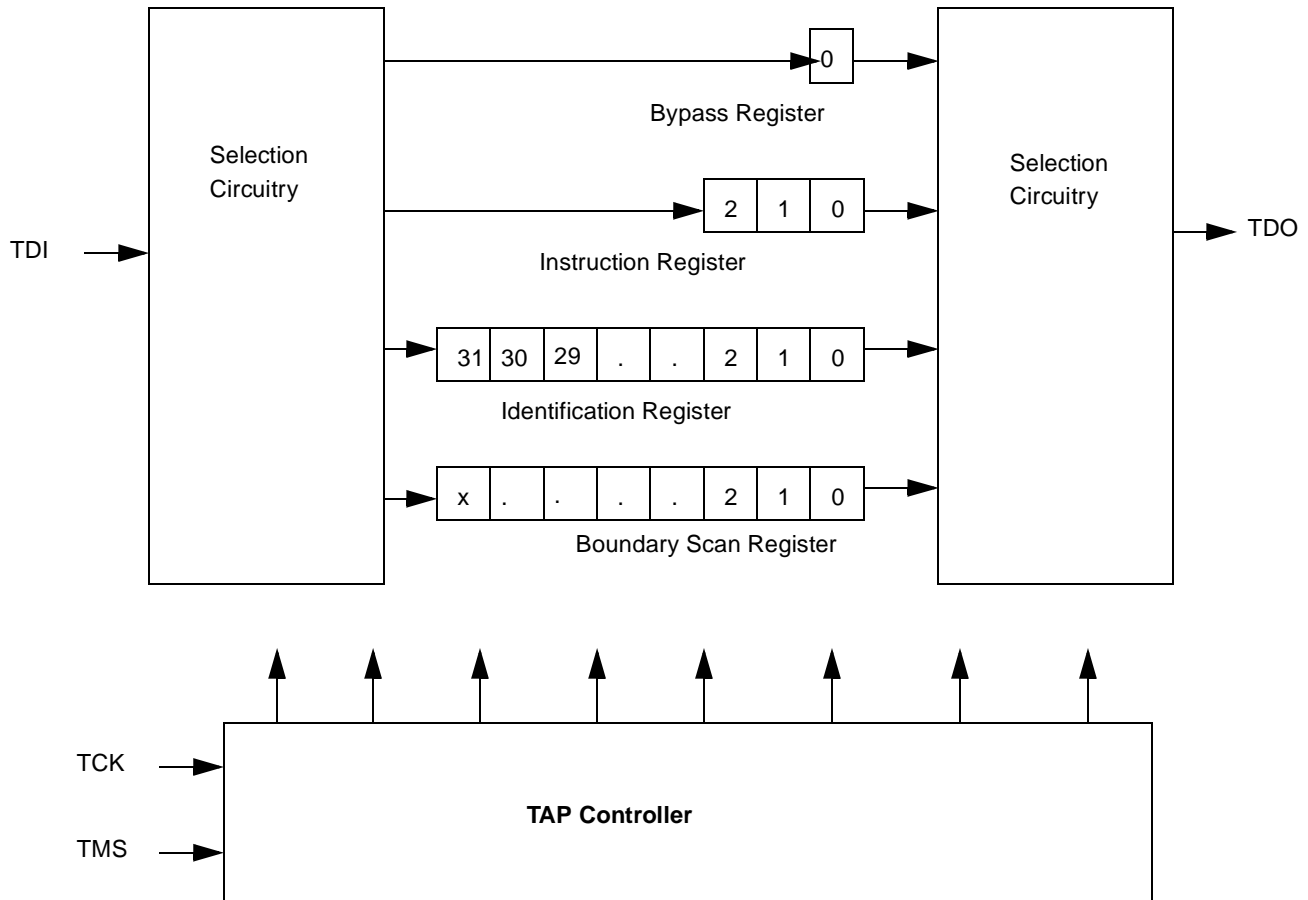 0
Bypass Register
Selection
Circuitry
Selection
Circuitry
2 1 0
TDI
TDO
Instruction Register
31 30 29 . . 2 1 0
Identification Register
x . . . . 2 1 0
Boundary Scan Register
TCK
TAP Controller
TMS